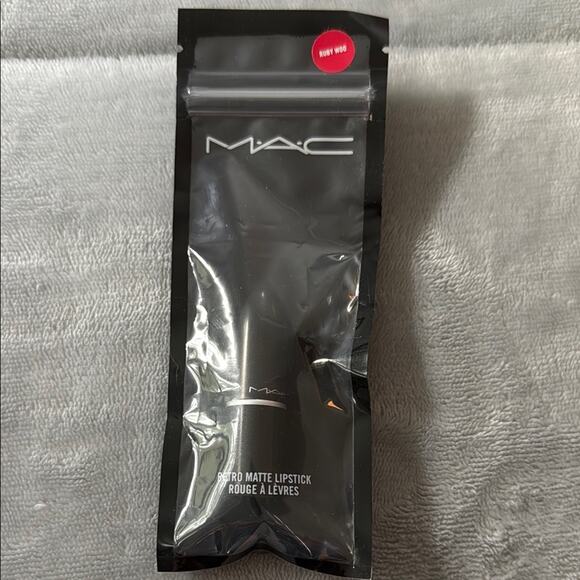 RUBY WOO
M·A·C
M·A·C
RETRO MATTE LIPSTICK
ROUGE À LÈVRES